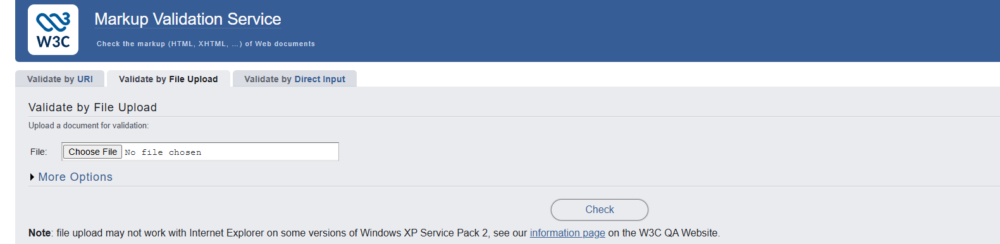 W3C
Markup Validation Service
Check the markup (HTML, XHTML, …) of Web documents
Validate by URI
Validate by File Upload
Validate by Direct Input
Validate by File Upload
Upload a document for validation:
File: Choose File No file chosen
More Options
Check
Note: file upload may not work with Internet Explorer on some versions of Windows XP Service Pack 2, see our information page on the W3C QA Website.